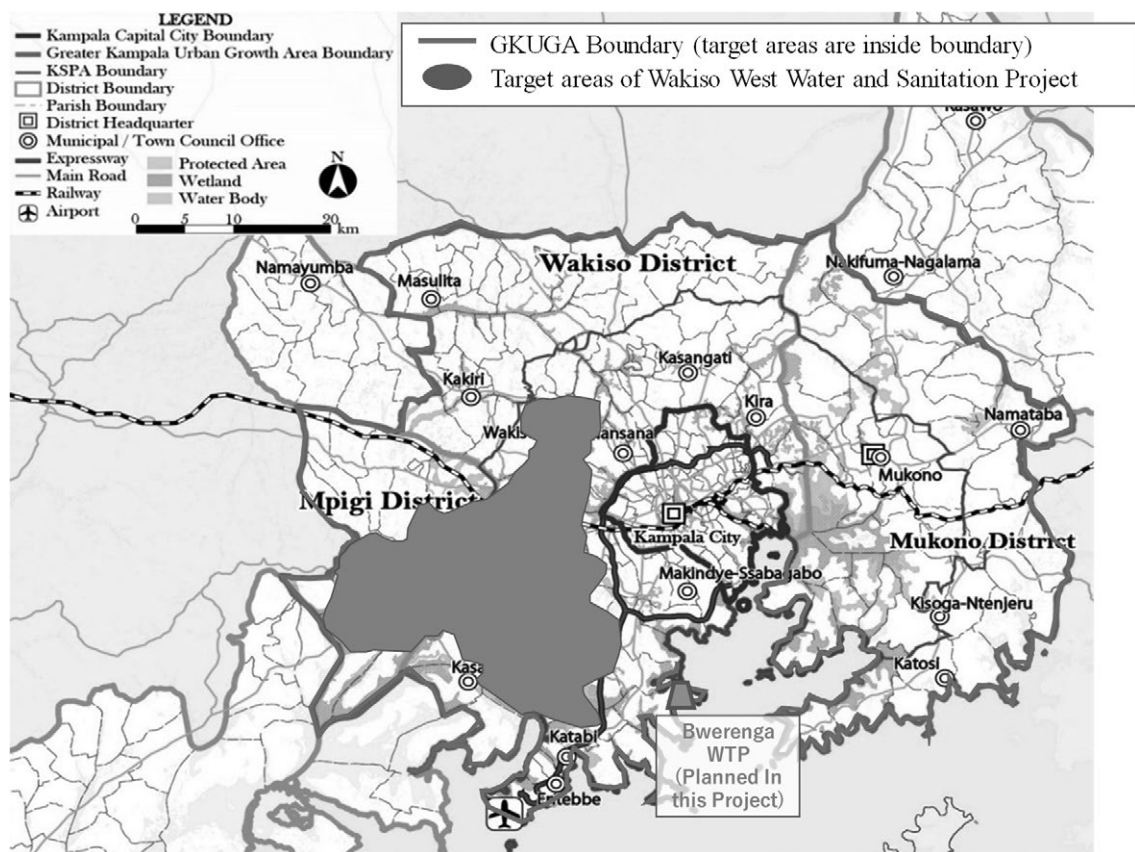 LEGEND
Kampala Capital City Boundary
Greater Kampala Urban Growth Area Boundary
KSPA Boundary
District Boundary
Parish Boundary
District Headquarter
Municipal / Town Council Office
Expressway
Main Road
Railway
Airport
Protected Area
Wetland
Water Body
N
0 10 20
km
GKUGA Boundary (target areas are inside boundary)
Target areas of Wakiso West Water and Sanitation Project
Wakiso District
Namayumba
Masulita
Nakifuma-Nagalama
Kasangati
Kakiri
Kira
Namataba
Mukono
Mpigi District
Kampala City
Mukono District
Makindye-Ssabagabo
Kisoga-Ntenjeru
Katosi
Katabi
Entebbe
Bwerenga
WTP
(Planned In
this Project)